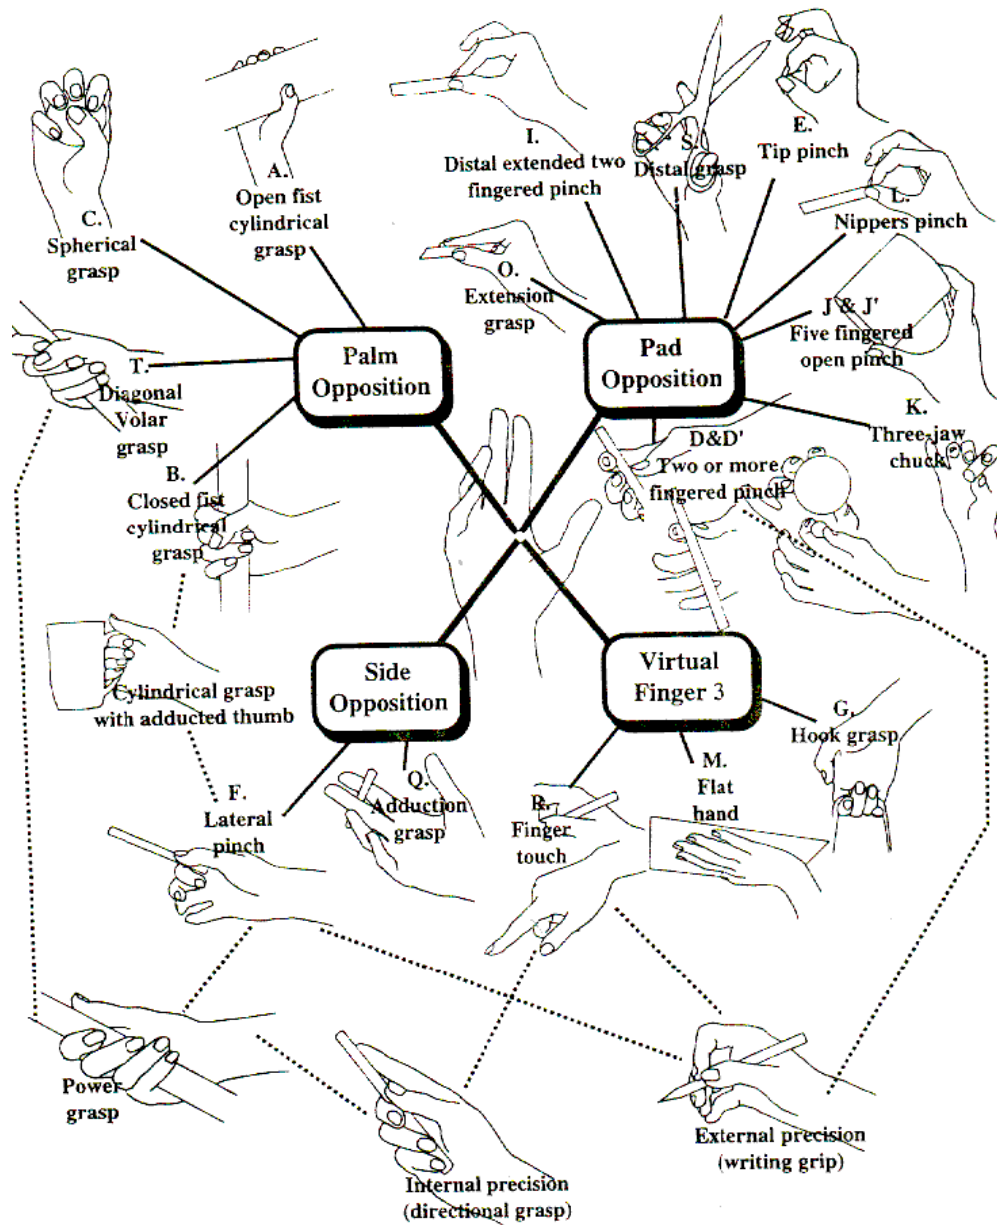 C.
Spherical
grasp
A.
Open fist
cylindrical
grasp
I.
Distal extended two
fingered pinch
S.
Distal grasp
E.
Tip pinch
L.
Nippers pinch
O.
Extension
grasp
J & J'
Five fingered
open pinch
T.
Diagonal
Volar
grasp
Palm
Opposition
Pad
Opposition
K.
Three-jaw
chuck
B.
Closed fist
cylindrical
grasp
D&D'
Two or more
fingered pinch
Cylindrical grasp
with adducted thumb
Side
Opposition
Virtual
Finger 3
G.
Hook grasp
F.
Lateral
pinch
Q.
Adduction
grasp
R.
Finger
touch
M.
Flat
hand
Power
grasp
Internal precision
(directional grasp)
External precision
(writing grip)